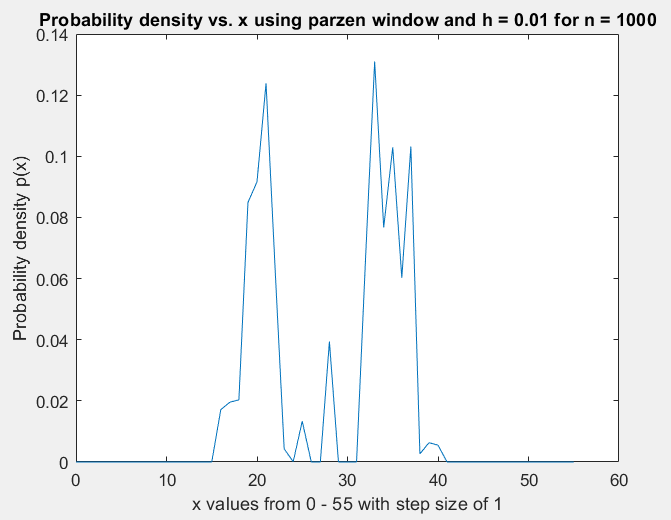 Probability density vs. x using parzen window and h = 0.01 for n = 1000
0.14
0.12
0.1
0.08
0.06
0.04
0.02
0
Probability density p(x)
0 10 20 30 40 50 60
x values from 0 - 55 with step size of 1